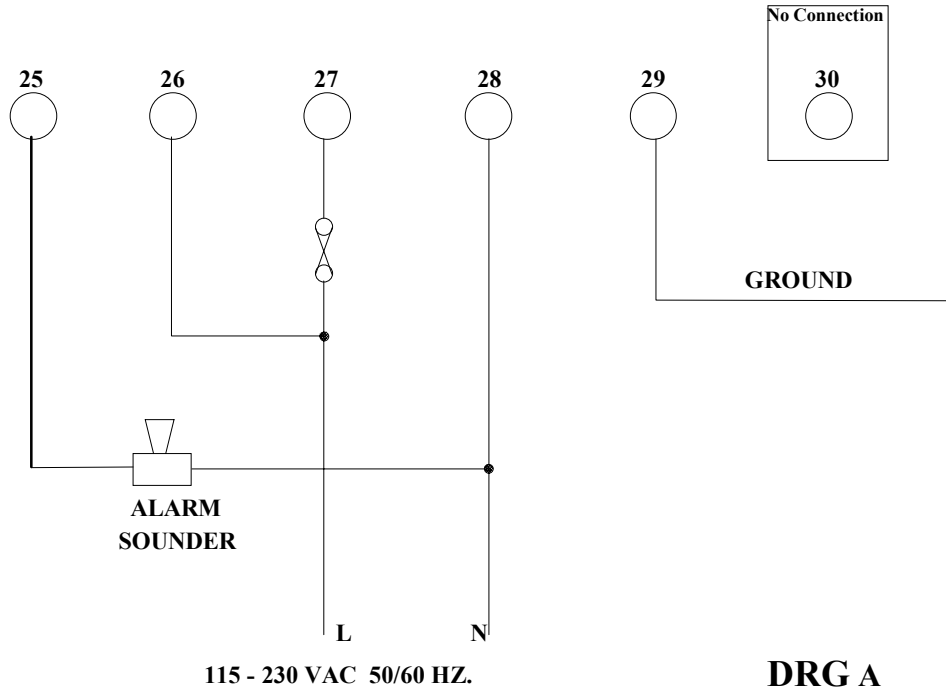 No Connection
25 26 27 28 29 30
GROUND
ALARM
SOUNDER
L N
115 - 230 VAC 50/60 HZ.
DRG A